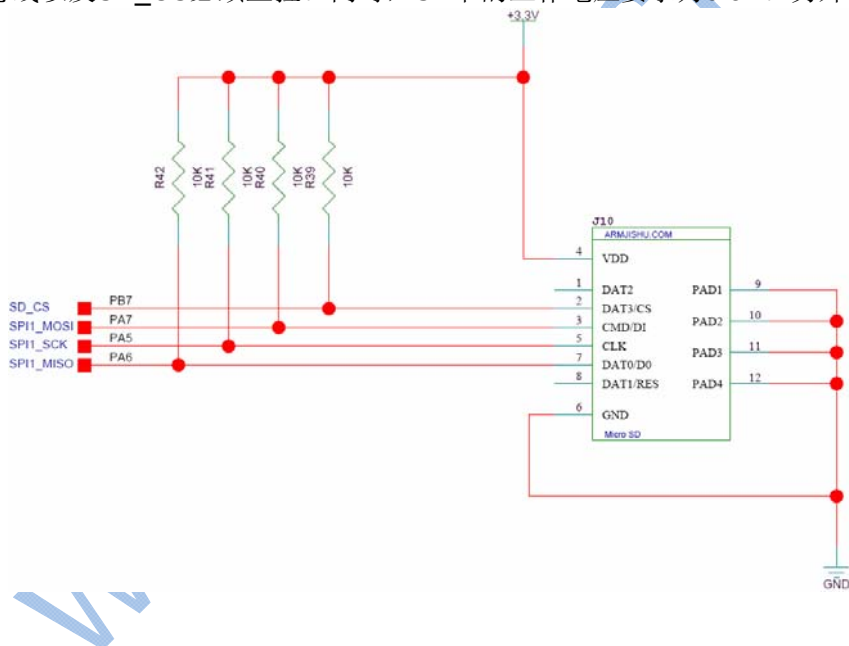 +3.3V
R42
10K
R41
10K
R40
10K
R39
10K
J10
ARMJISHU.COM
4
VDD
1
DAT2
PAD1
9
SD_CS
PB7
2
DAT3/CS
PAD2
10
SPI1_MOSI
PA7
3
CMD/DI
SPI1_SCK
PA5
5
CLK
PAD3
11
SPI1_MISO
PA6
7
DAT0/D0
8
DAT1/RES
PAD4
12
6
GND
Micro SD
GND